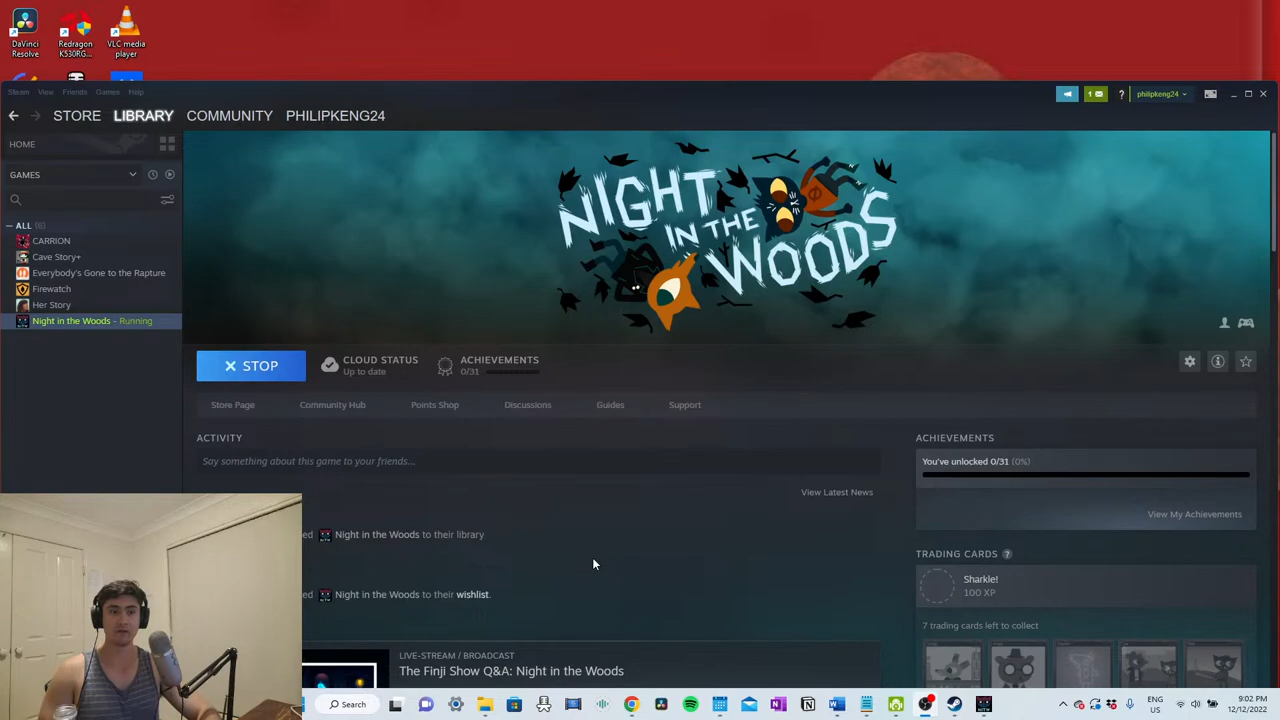 DaVinci Resolve
Redragon K530RG...
VLC media player
Steam View Friends Games Help
1
?
philipkeng24
STORE LIBRARY COMMUNITY PHILIPKENG24
HOME
GAMES
ALL (6)
CARRION
Cave Story+
Everybody's Gone to the Rapture
Firewatch
Her Story
Night in the Woods - Running
NIGHT IN THE WOODS
STOP
CLOUD STATUS
Up to date
ACHIEVEMENTS
0/31
Store Page Community Hub Points Shop Discussions Guides Support
ACTIVITY
Say something about this game to your friends...
View Latest News
ed Night in the Woods to their library
ed Night in the Woods to their wishlist.
LIVE-STREAM / BROADCAST
The Finji Show Q&A: Night in the Woods
ACHIEVEMENTS
You've unlocked 0/31 (0%)
View My Achievements
TRADING CARDS ?
Sharkle!
100 XP
7 trading cards left to collect
Search
ENG
US
9:02 PM
12/12/2022